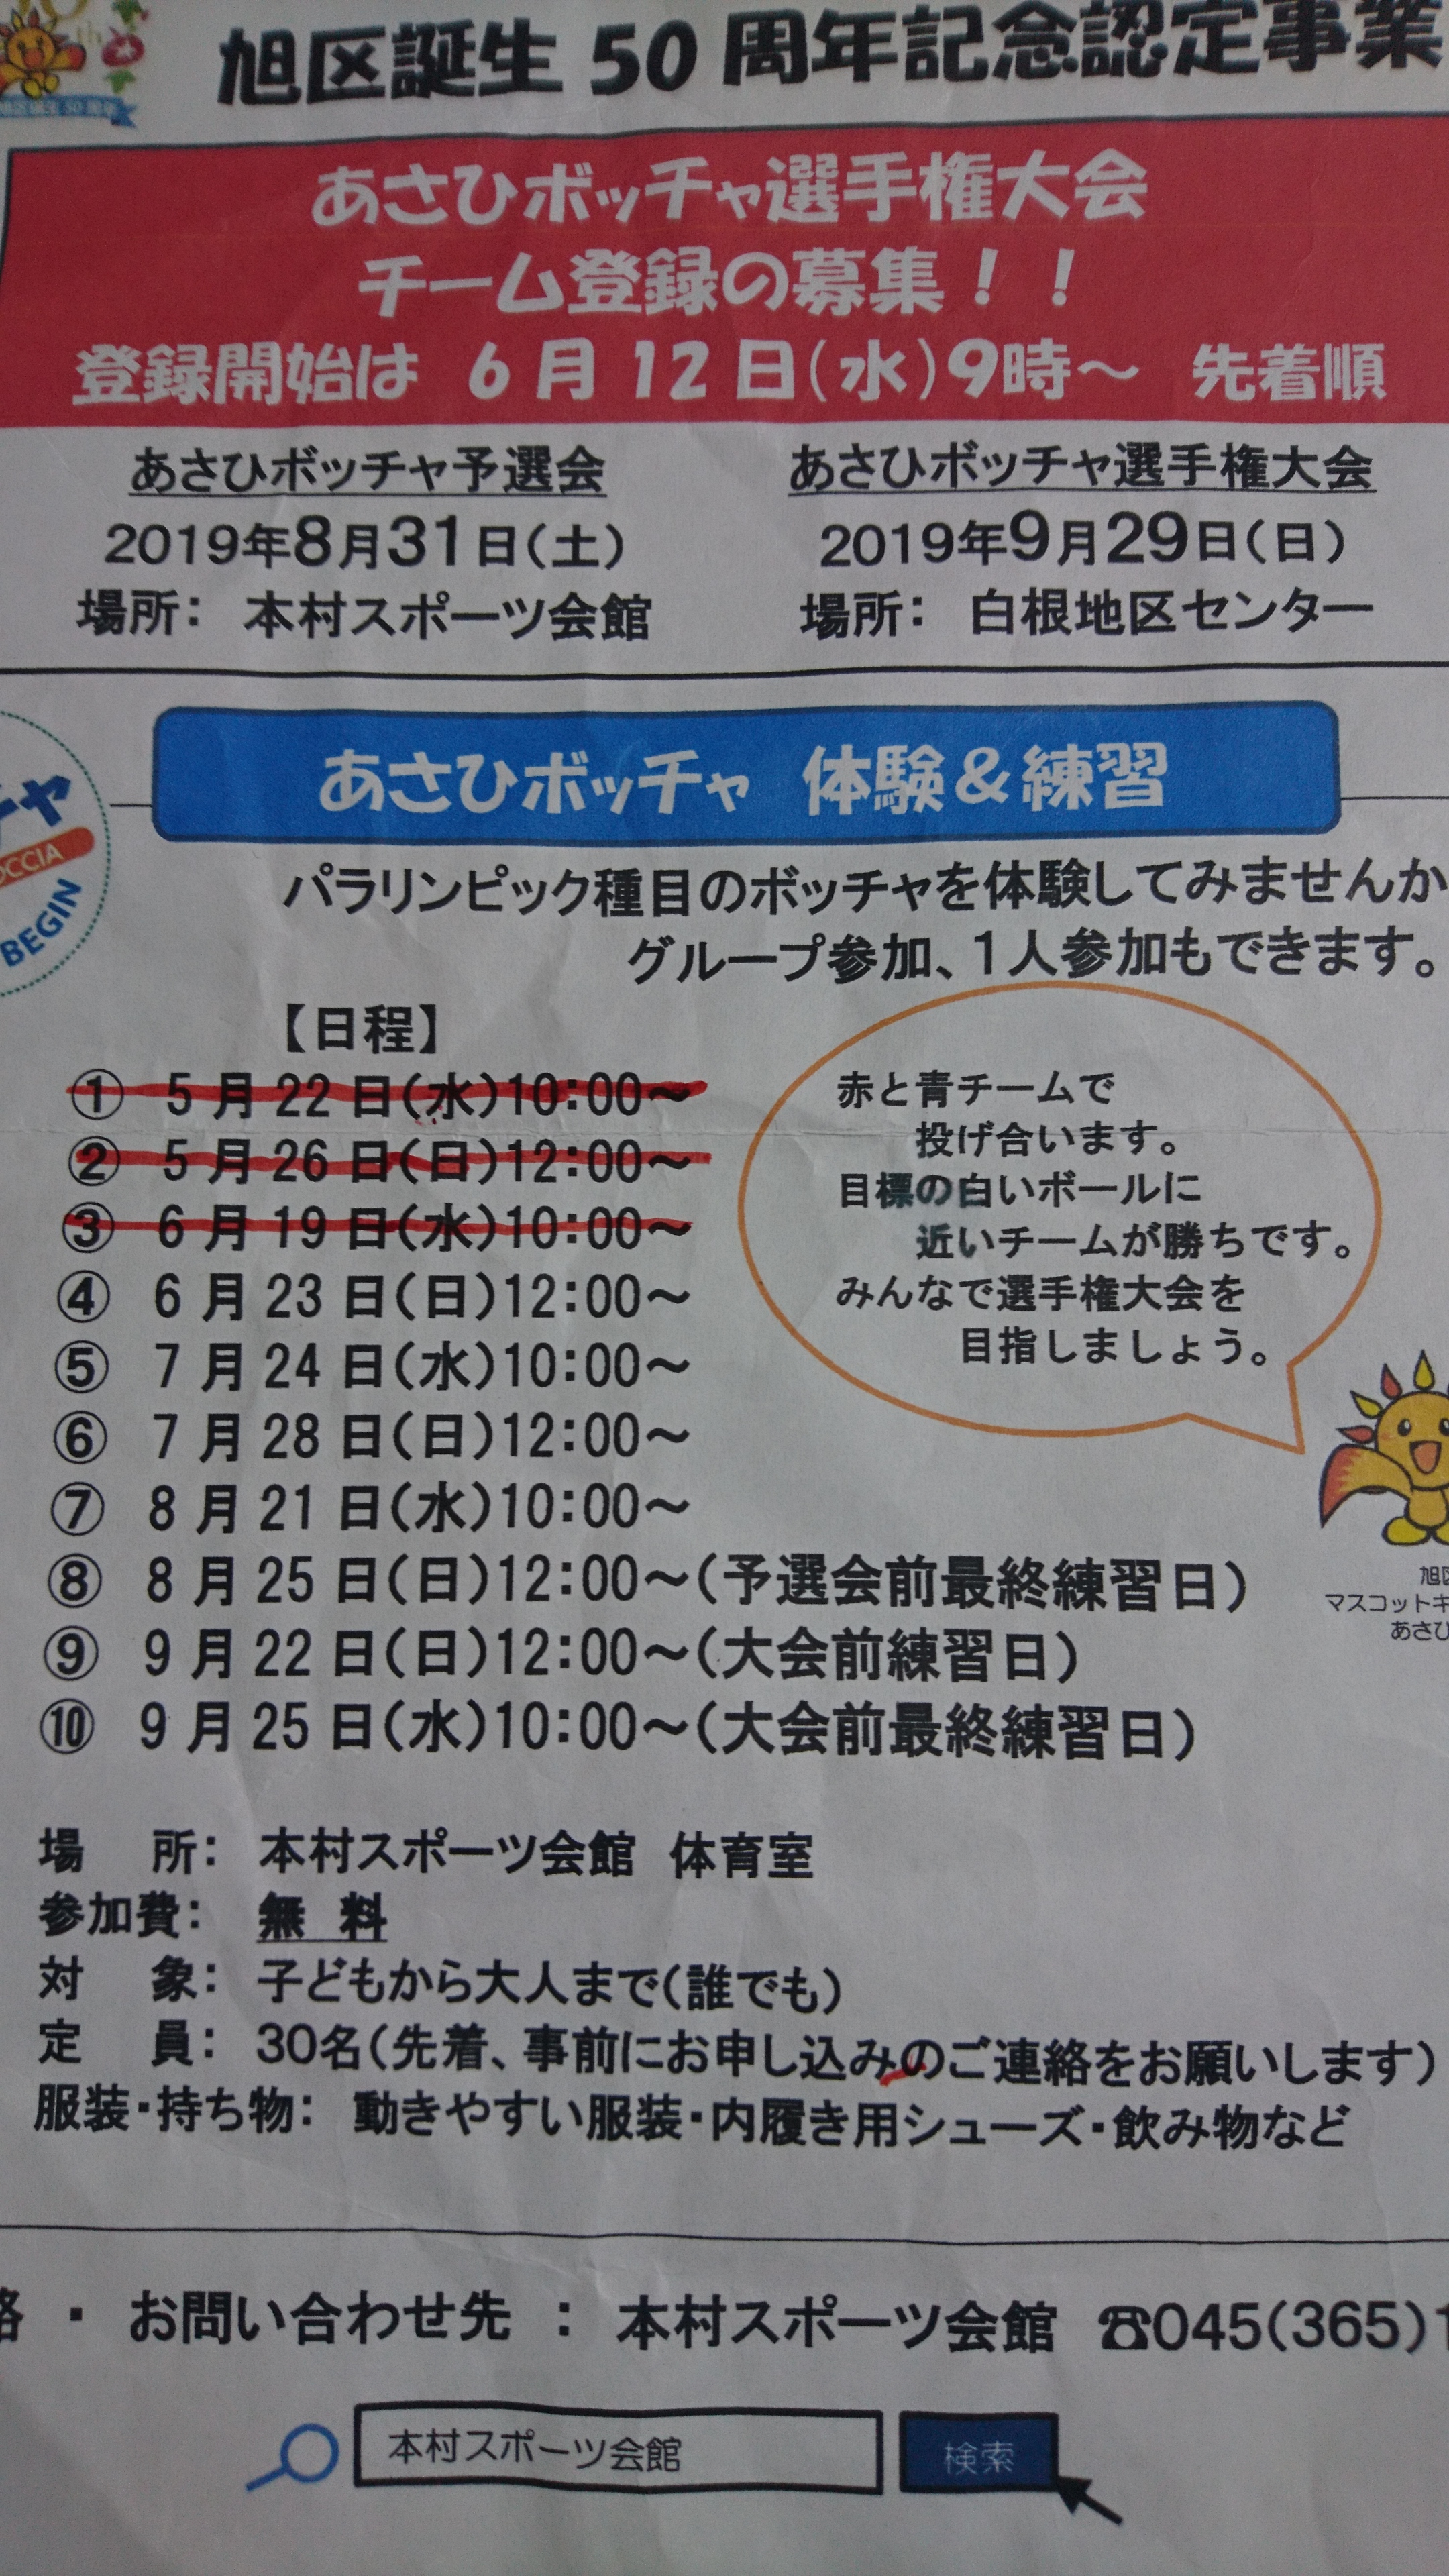 旭区誕生50周年
旭区誕生 50 周年記念認定事業
あさひボッチャ選手権大会
チーム登録の募集！！
登録開始は 6月12日(水)9時～ 先着順
あさひボッチャ予選会
2019年8月31日(土)
場所： 本村スポーツ会館
あさひボッチャ選手権大会
2019年9月29日(日)
場所： 白根地区センター
チャ
OCCIA
BEGIN
あさひボッチャ 体験＆練習
パラリンピック種目のボッチャを体験してみませんか
グループ参加、1人参加もできます。
【日程】
① 5月22日(水)10:00～
② 5月26日(日)12:00～
③ 6月19日(水)10:00～
④ 6月23日(日)12:00～
⑤ 7月24日(水)10:00～
⑥ 7月28日(日)12:00～
⑦ 8月21日(水)10:00～
⑧ 8月25日(日)12:00～(予選会前最終練習日)
⑨ 9月22日(日)12:00～(大会前練習日)
⑩ 9月25日(水)10:00～(大会前最終練習日)
赤と青チームで
投げ合います。
目標の白いボールに
近いチームが勝ちです。
みんなで選手権大会を
目指しましょう。
旭区
マスコットキ
あさひ
場 所： 本村スポーツ会館 体育室
参加費： 無 料
対 象： 子どもから大人まで(誰でも)
定 員： 30名(先着、事前にお申し込みのご連絡をお願いします)
服装・持ち物： 動きやすい服装・内履き用シューズ・飲み物など
絡 ・ お問い合わせ先 ： 本村スポーツ会館 ☎045(365)1
本村スポーツ会館 検索